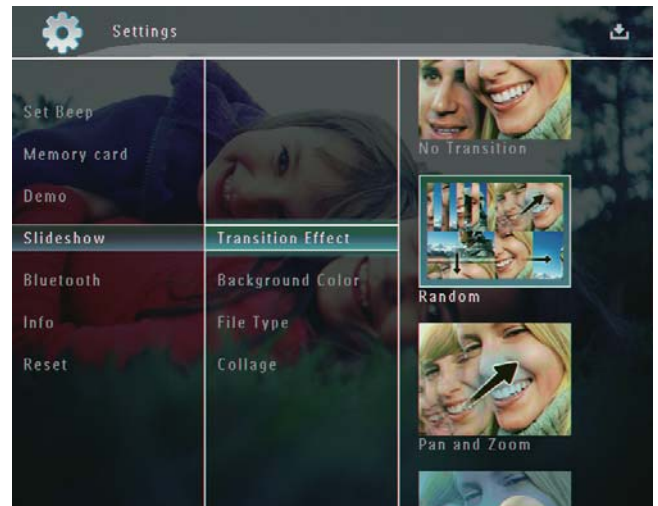 Settings
Set Beep
Memory card
Demo
Slideshow
Bluetooth
Info
Reset
Transition Effect
Background Color
File Type
Collage
No Transition
Random
Pan and Zoom